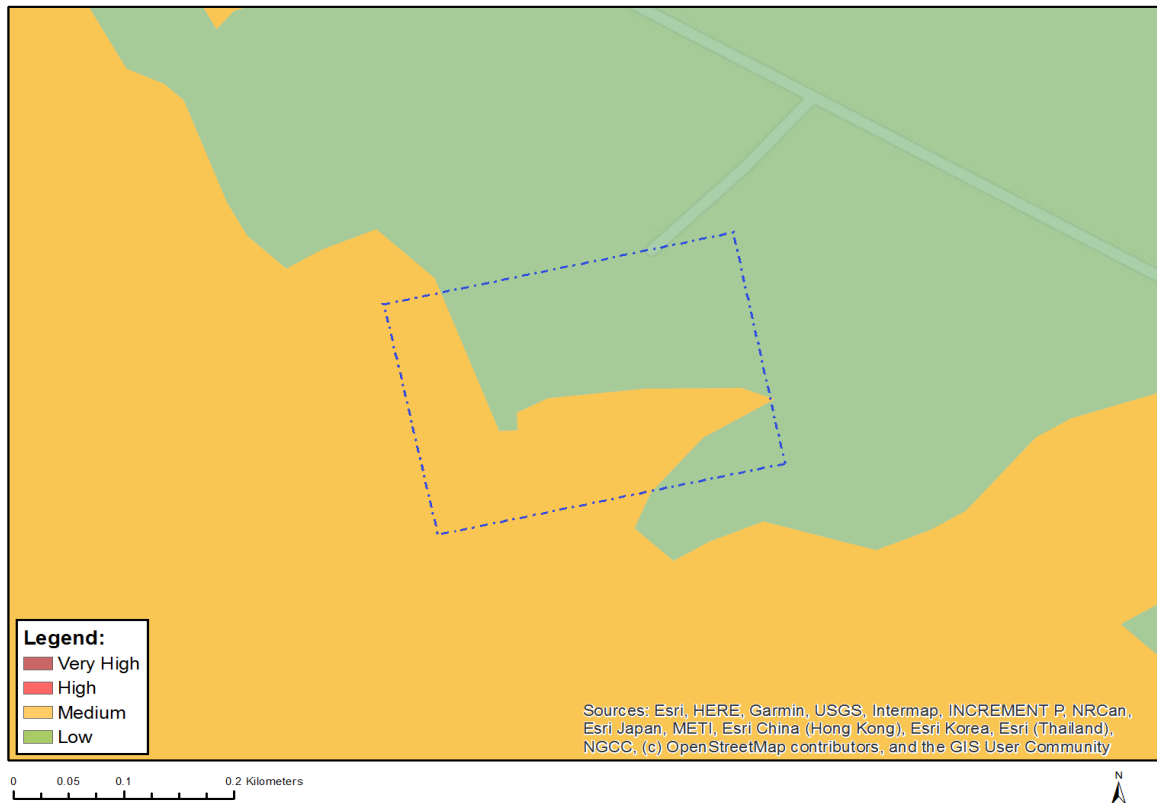 Legend:
Very High
High
Medium
Low
Sources: Esri, HERE, Garmin, USGS, Intermap, INCREMENT P, NRCan,
Esri Japan, METI, Esri China (Hong Kong), Esri Korea, Esri (Thailand),
NGCC, (c) OpenStreetMap contributors, and the GIS User Community
0 0.05 0.1 0.2 Kilometers
N